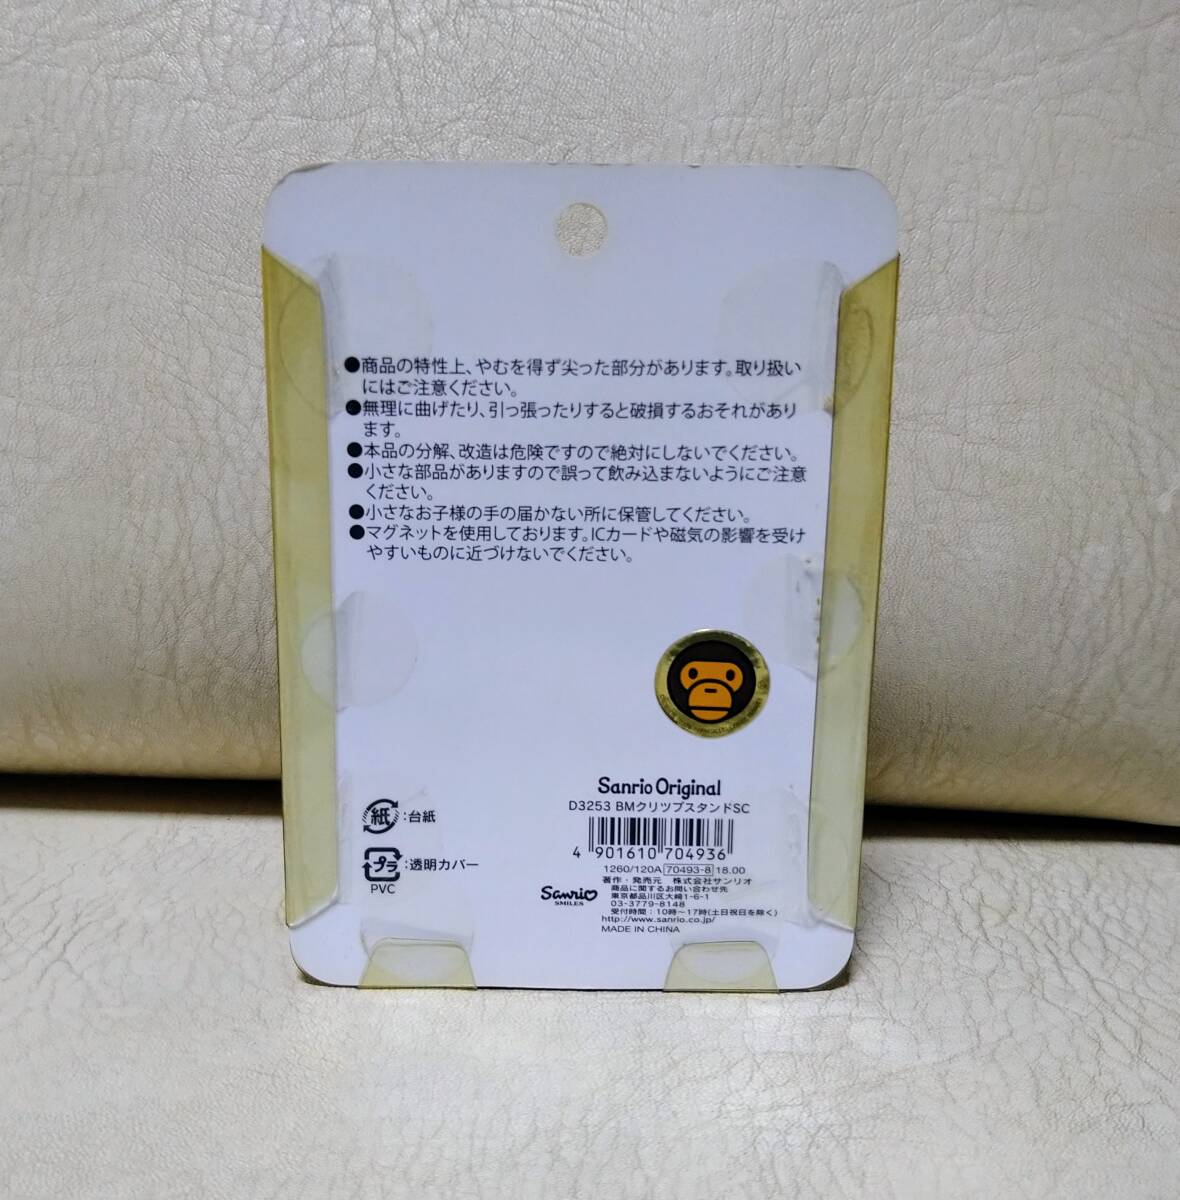 ●商品の特性上、やむを得ず尖った部分があります。取り扱い
にはご注意ください。
●無理に曲げたり、引っ張ったりすると破損するおそれがあり
ます。
●本品の分解、改造は危険ですので絶対にしないでください。
●小さな部品がありますので誤って飲み込まないようにご注意
ください。
●小さなお子様の手の届かない所に保管してください。
●マグネットを使用しております。ICカードや磁気の影響を受け
やすいものに近づけないでください。
Sanrio Original
D3253 BMクリツプスタンドSC
紙:台紙
4 901610 704936
プラ:透明カバー
PVC
1260/120A 70493-8 18.00
著作・発売元 株式会社サンリオ
Sanrio
SMILES
商品に関するお問い合わせ先
東京都品川区大崎1-6-1
03-3779-8148
受付時間:10時~17時(土日祝日を除く)
http://www.sanrio.co.jp/
MADE IN CHINA